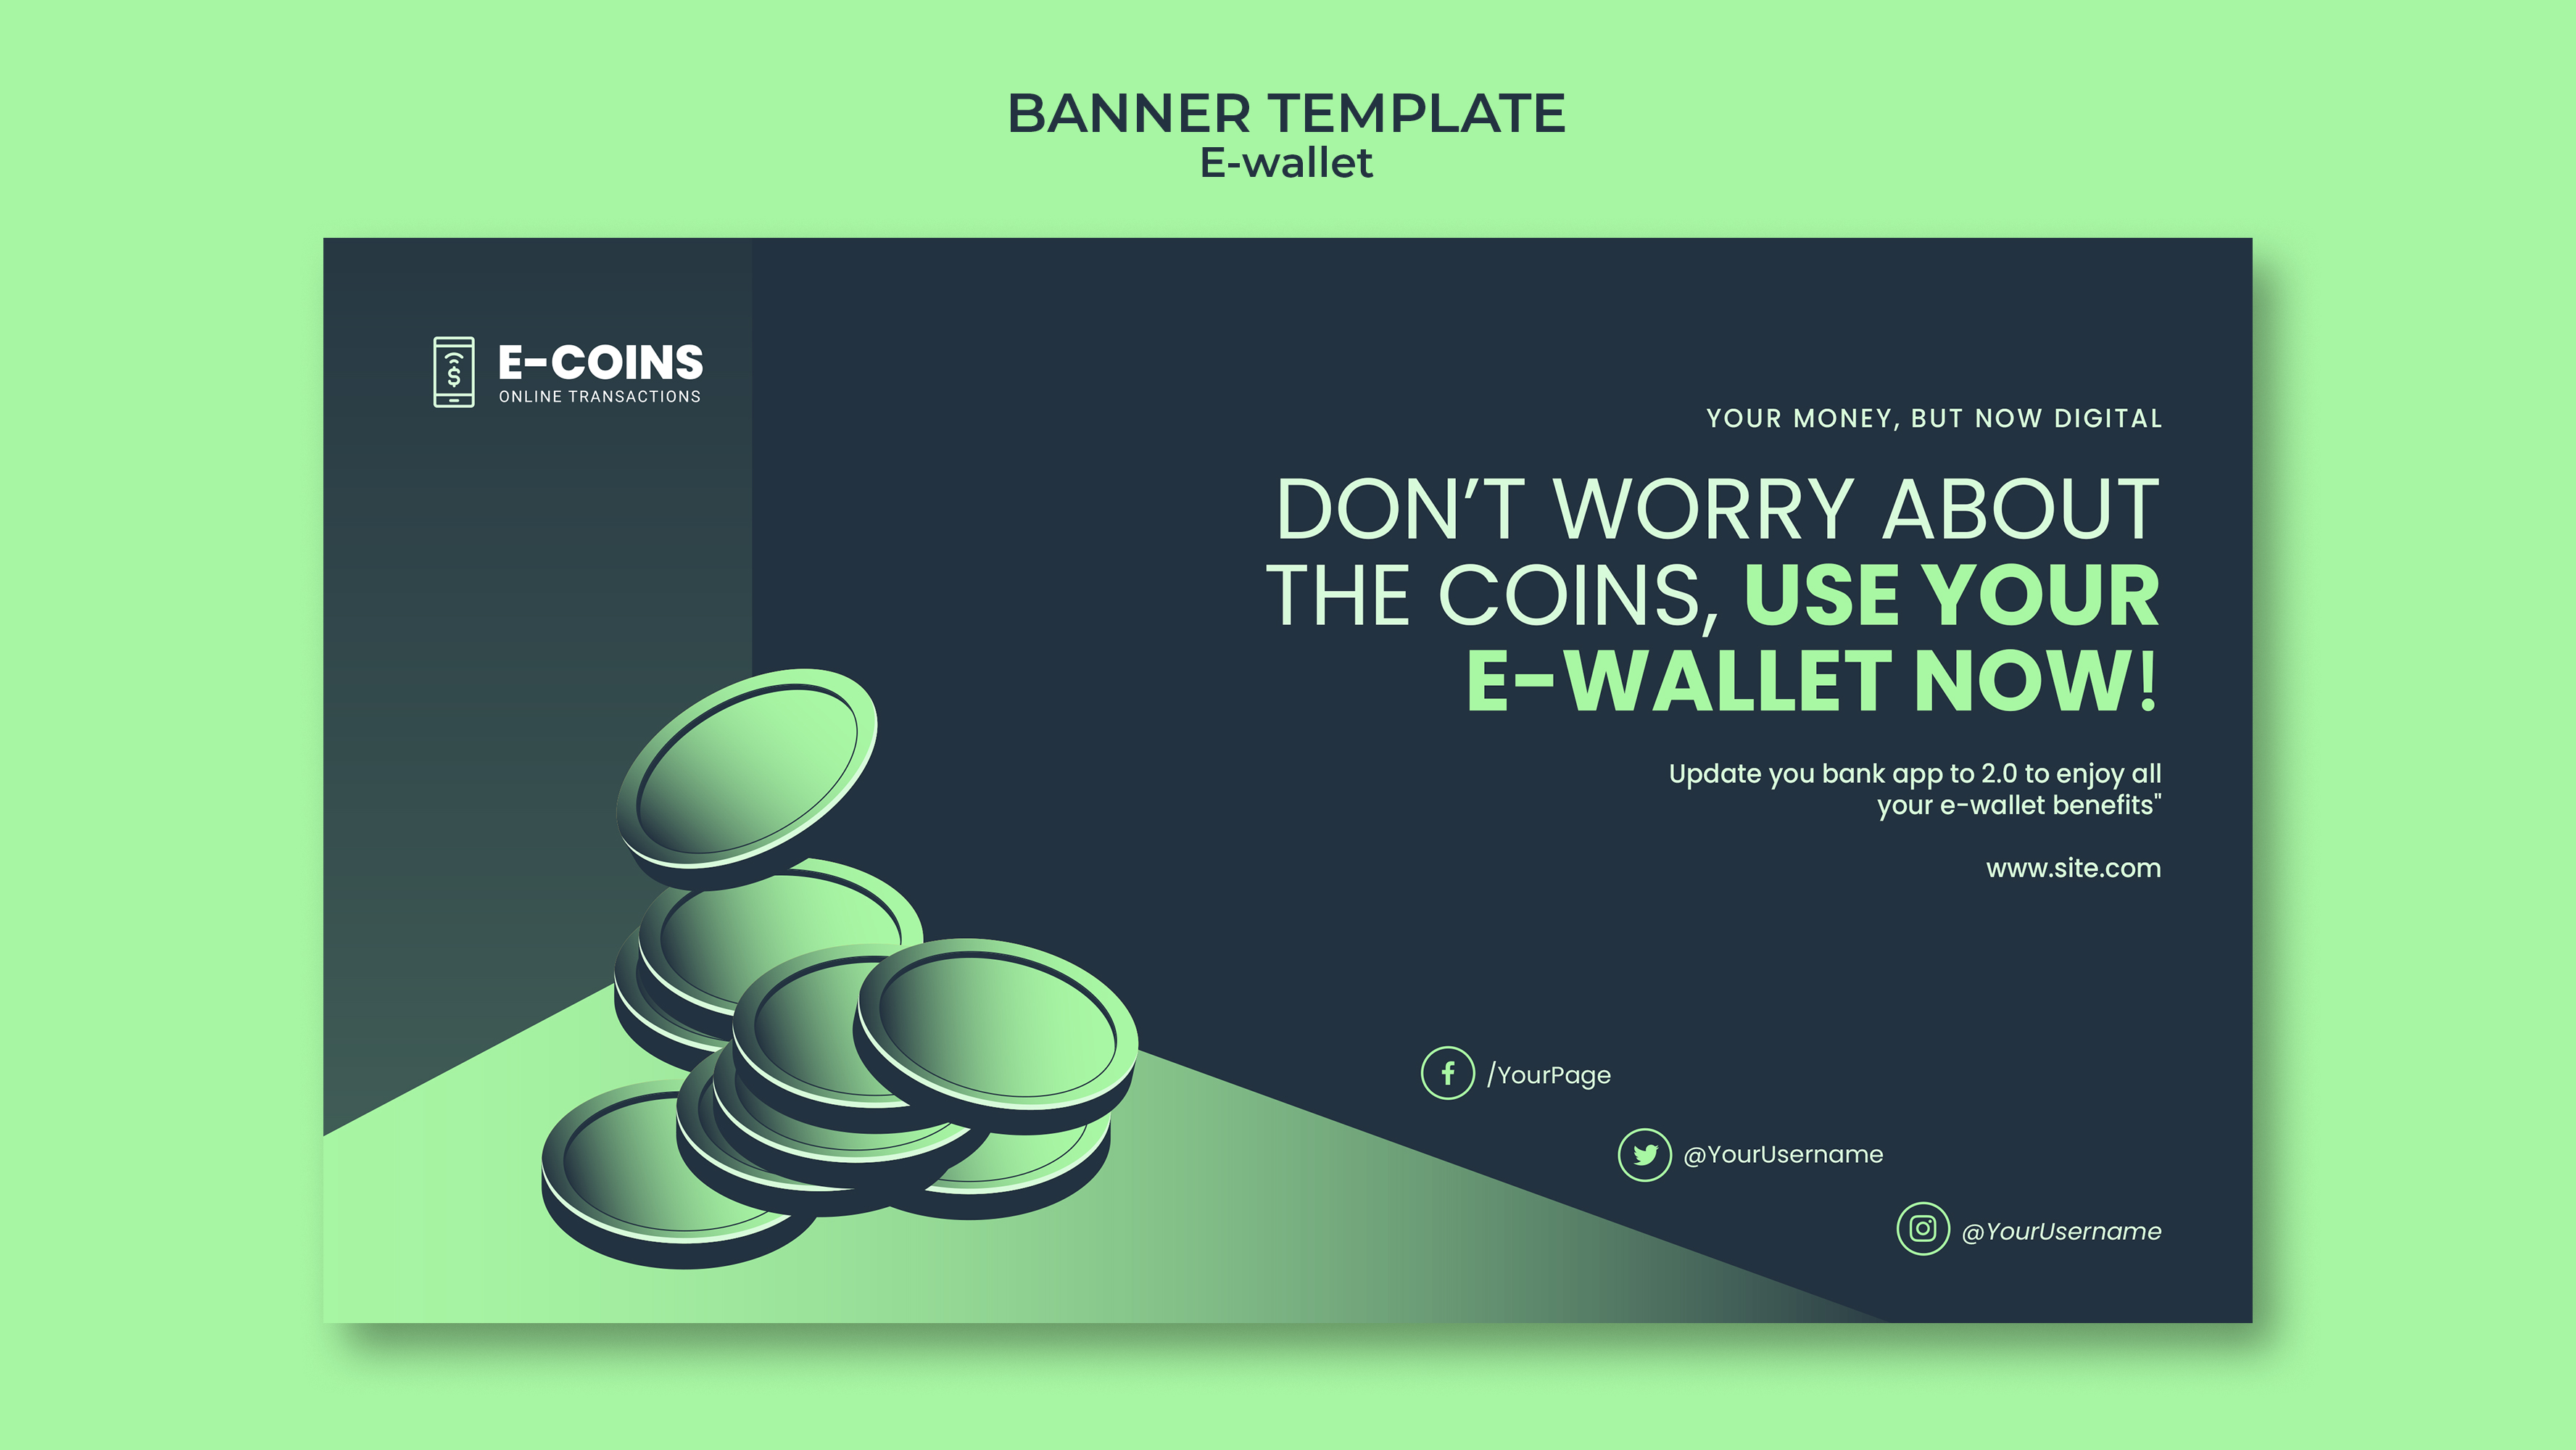 BANNER TEMPLATE
E-wallet
E-COINS
ONLINE TRANSACTIONS
YOUR MONEY, BUT NOW DIGITAL
DON’T WORRY ABOUT
THE COINS, USE YOUR
E-WALLET NOW!
Update you bank app to 2.0 to enjoy all
your e-wallet benefits"
www.site.com
/YourPage
@YourUsername
@YourUsername